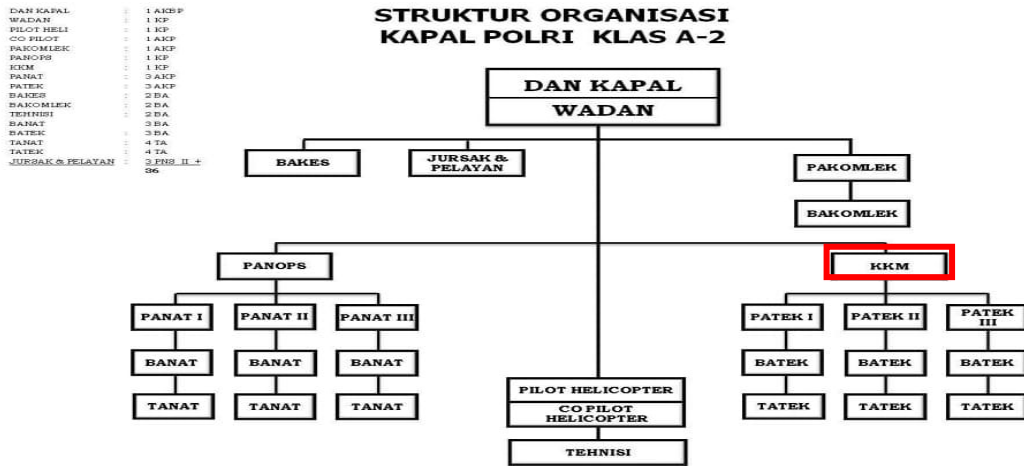 DAN KAPAL : 1 AKBP
WADAN : 1 KP
PILOT HELI : 1 KP
CO PILOT : 1 AKP
PAKOMLEK : 1 AKP
PANOPS : 1 KP
KKM : 1 KP
PANAT : 3 AKP
PATEK : 3 AKP
BAKES : 2 BA
BAKOMLEK : 2 BA
TEHNISI : 2 BA
BANAT 3 BA
BATEK : 3 BA
TANAT : 4 TA
TATEK : 4 TA
JURSAK & PELAYAN : 3 PNS II +
36
STRUKTUR ORGANISASI
KAPAL POLRI KLAS A-2
DAN KAPAL
WADAN
BAKES
JURSAK &
PELAYAN
PAKOMLEK
BAKOMLEK
PANOPS
KKM
PANAT I
PANAT II
PANAT III
PATEK I
PATEK II
PATEK
III
BANAT
BANAT
BANAT
BATEK
BATEK
BATEK
TANAT
TANAT
TANAT
TATEK
TATEK
TATEK
PILOT HELICOPTER
CO PILOT
HELICOPTER
TEHNISI